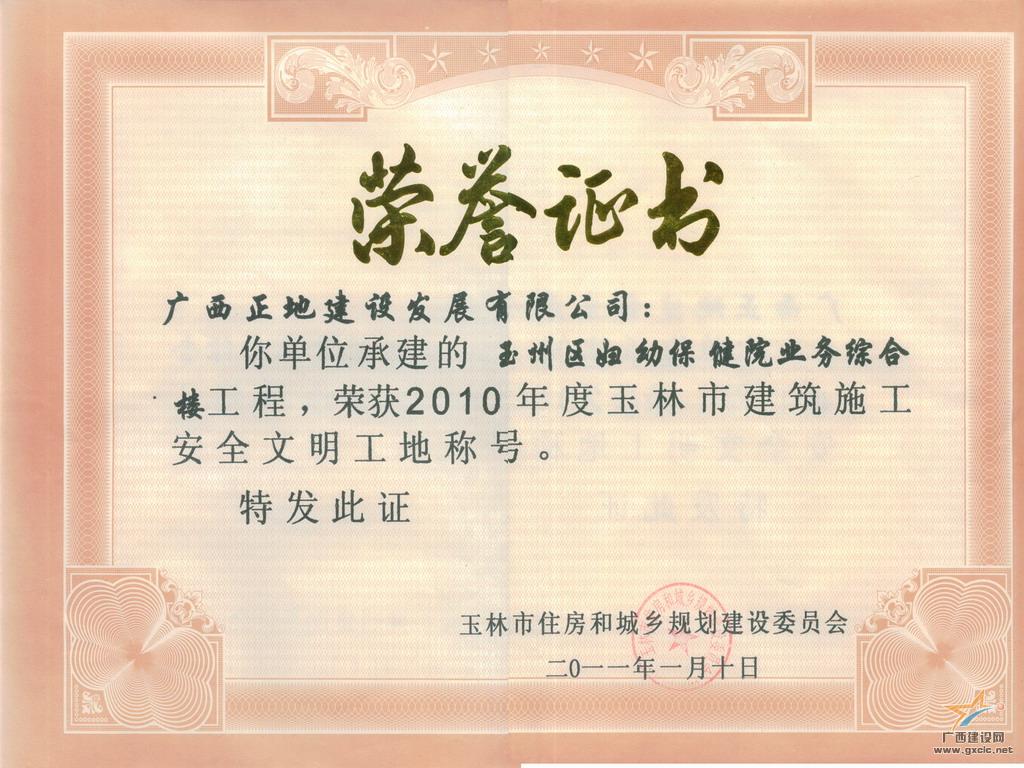 荣誉证书
广西正地建设发展有限公司：
你单位承建的 玉州区妇幼保健院业务综合
楼工程，荣获2010年度玉林市建筑施工
安全文明工地称号。
特发此证
玉林市住房和城乡规划建设委员会
二0一一年一月十日
广西建设网
www.gxcic.net